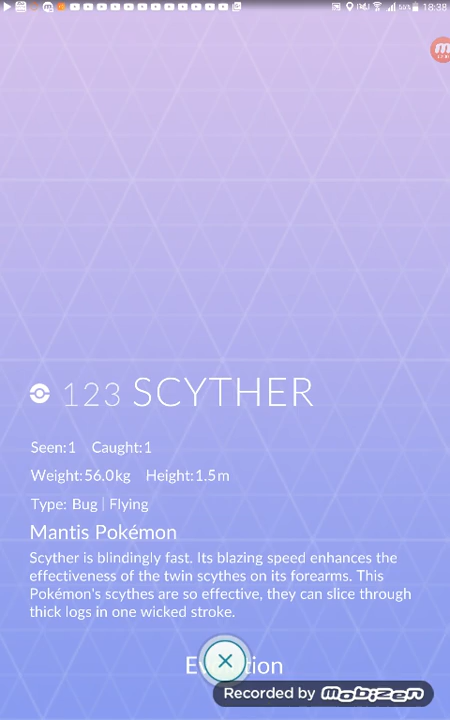 18:38
123 SCYTHER
Seen:1 Caught:1
Weight:56.0kg Height:1.5m
Type: Bug | Flying
Mantis Pokémon
Scyther is blindingly fast. Its blazing speed enhances the
effectiveness of the twin scythes on its forearms. This
Pokémon's scythes are so effective, they can slice through
thick logs in one wicked stroke.
Recorded by mobizen